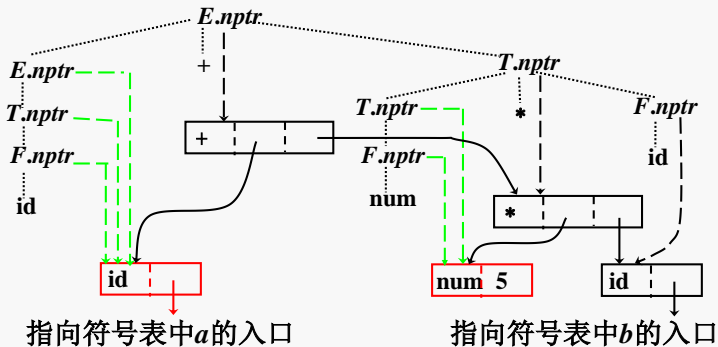 E.nptr
+
E.nptr
T.nptr
T.nptr
T.nptr
*
F.nptr
+
F.nptr
F.nptr
id
id
num
*
id
num 5
id
指向符号表中a的入口
指向符号表中b的入口